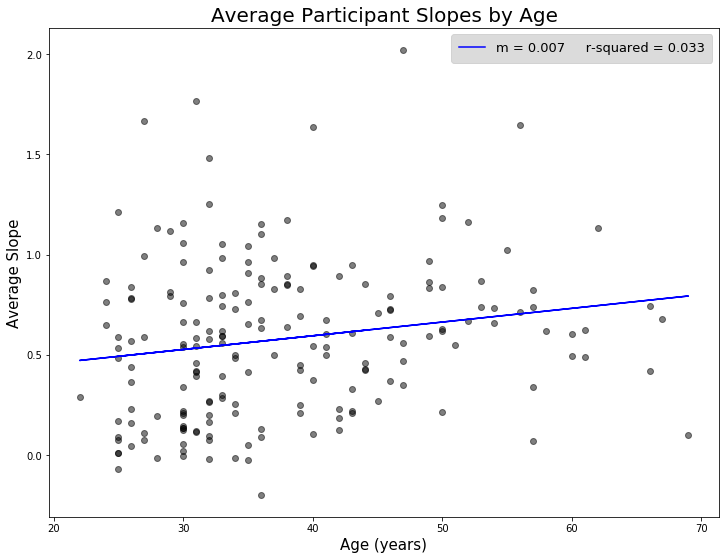 Average Participant Slopes by Age
m = 0.007 r-squared = 0.033
Average Slope
2.0
1.5
1.0
0.5
0.0
20 30 40 50 60 70
Age (years)